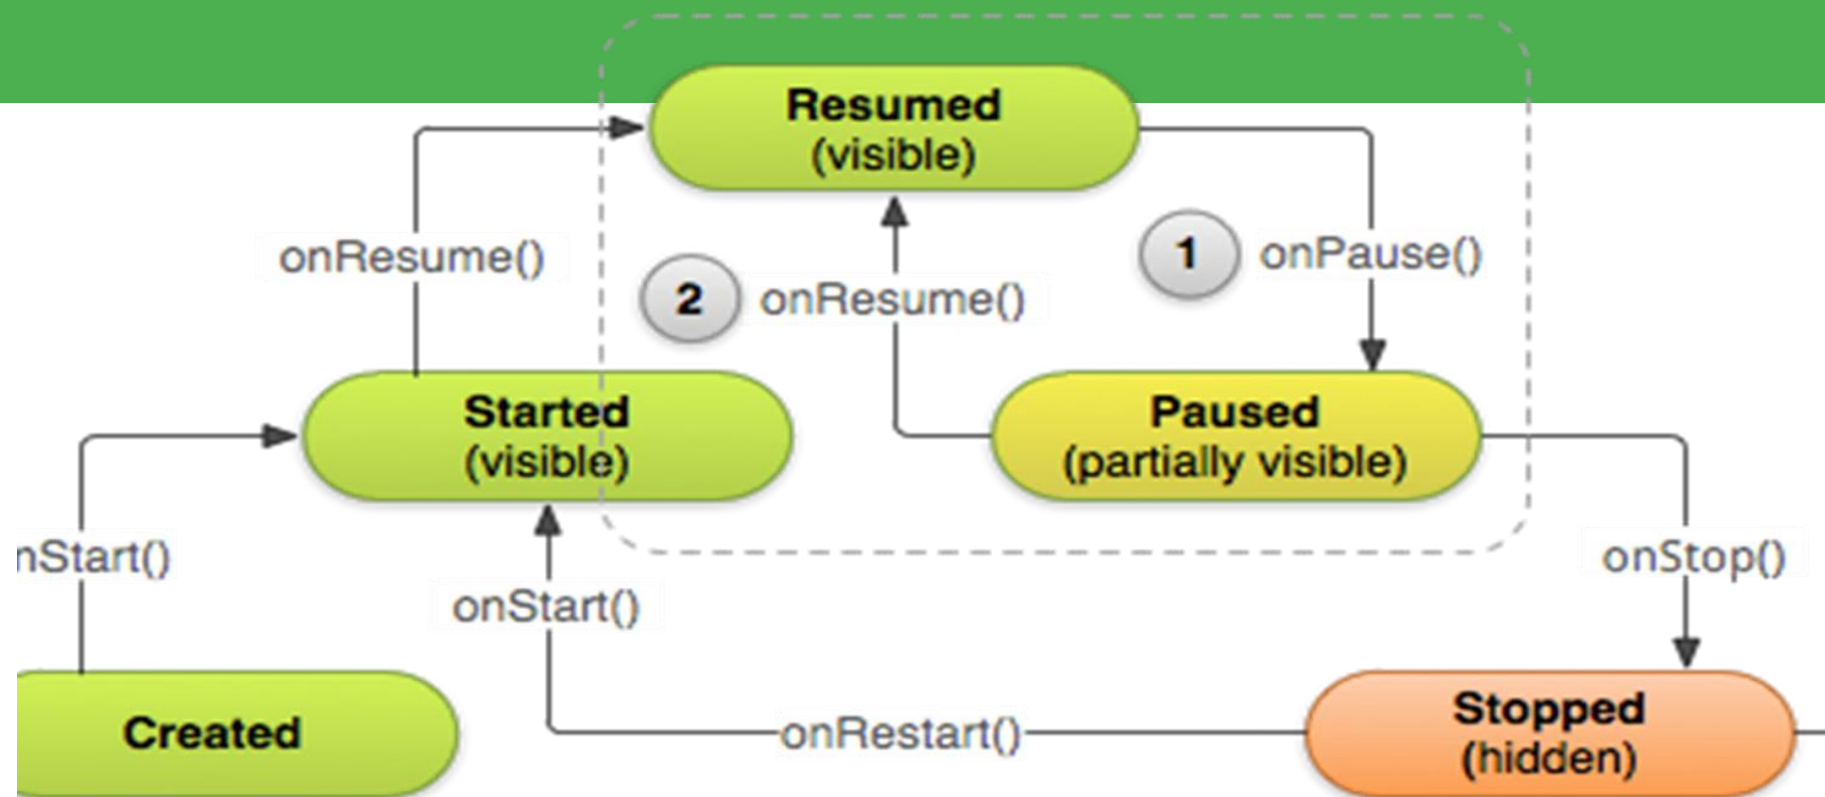 Resumed
(visible)
onResume()
1
onPause()
2
onResume()
Started
(visible)
Paused
(partially visible)
nStart()
onStop()
onStart()
Created
onRestart()
Stopped
(hidden)